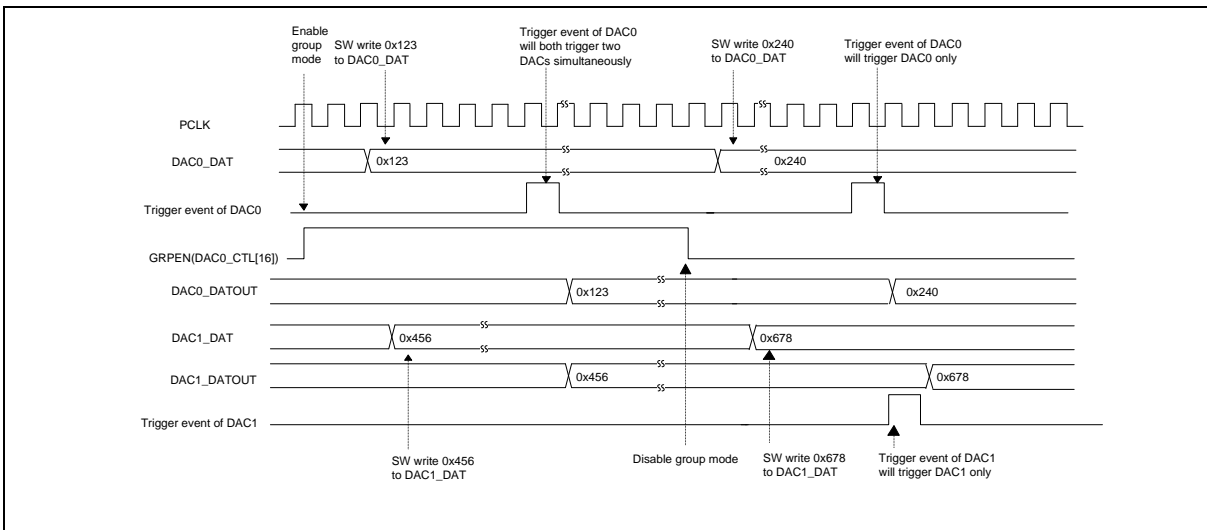 Enable
group
mode
SW write 0x123
to DAC0_DAT
Trigger event of DAC0
will both trigger two
DACs simultaneously
SW write 0x240
to DAC0_DAT
Trigger event of DAC0
will trigger DAC0 only
PCLK
DAC0_DAT
0x123
0x240
Trigger event of DAC0
GRPEN(DAC0_CTL[16])
DAC0_DATOUT
0x123
0x240
DAC1_DAT
0x456
0x678
DAC1_DATOUT
0x456
0x678
Trigger event of DAC1
SW write 0x456
to DAC1_DAT
Disable group mode
SW write 0x678
to DAC1_DAT
Trigger event of DAC1
will trigger DAC1 only